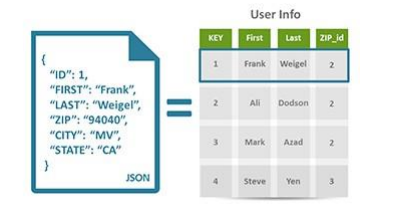 User Info
{
"ID": 1,
"FIRST": "Frank",
"LAST": "Weigel",
"ZIP": "94040",
"CITY": "MV",
"STATE": "CA"
}
JSON
=
KEY First Last ZIP_id
1 Frank Weigel 2
2 Ali Dodson 2
3 Mark Azad 2
4 Steve Yen 3